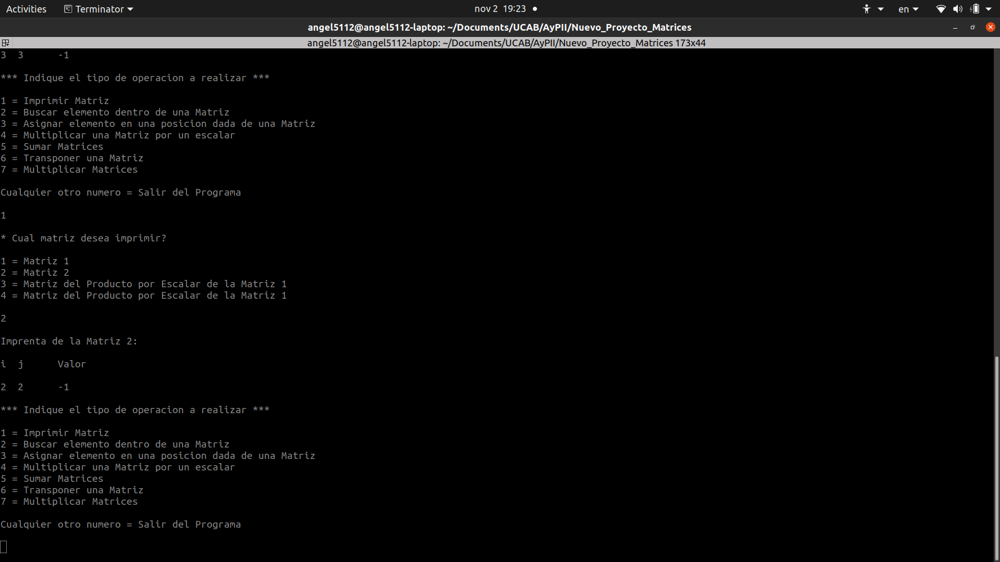 Activities Terminator nov 2 19:23 en
angel5112@angel5112-laptop: ~/Documents/UCAB/AyPII/Nuevo_Proyecto_Matrices
angel5112@angel5112-laptop: ~/Documents/UCAB/AyPII/Nuevo_Proyecto_Matrices 173x44
3 3 -1
*** Indique el tipo de operacion a realizar ***
1 = Imprimir Matriz
2 = Buscar elemento dentro de una Matriz
3 = Asignar elemento en una posicion dada de una Matriz
4 = Multiplicar una Matriz por un escalar
5 = Sumar Matrices
6 = Transponer una Matriz
7 = Multiplicar Matrices
Cualquier otro numero = Salir del Programa
1
* Cual matriz desea imprimir?
1 = Matriz 1
2 = Matriz 2
3 = Matriz del Producto por Escalar de la Matriz 1
4 = Matriz del Producto por Escalar de la Matriz 1
2
Imprenta de la Matriz 2:
i j Valor
2 2 -1
*** Indique el tipo de operacion a realizar ***
1 = Imprimir Matriz
2 = Buscar elemento dentro de una Matriz
3 = Asignar elemento en una posicion dada de una Matriz
4 = Multiplicar una Matriz por un escalar
5 = Sumar Matrices
6 = Transponer una Matriz
7 = Multiplicar Matrices
Cualquier otro numero = Salir del Programa